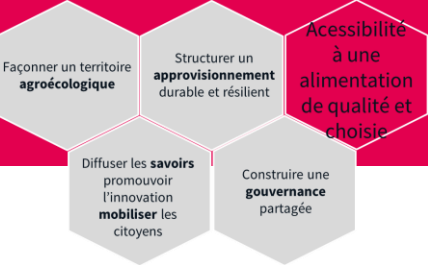 Façonner un territoire
agroécologique
Structurer un
approvisionnement
durable et résilient
Acessibilité
à une
alimentation
de qualité et
choisie
Diffuser les savoirs
promouvoir
l'innovation
mobiliser les
citoyens
Construire une
gouvernance
partagée